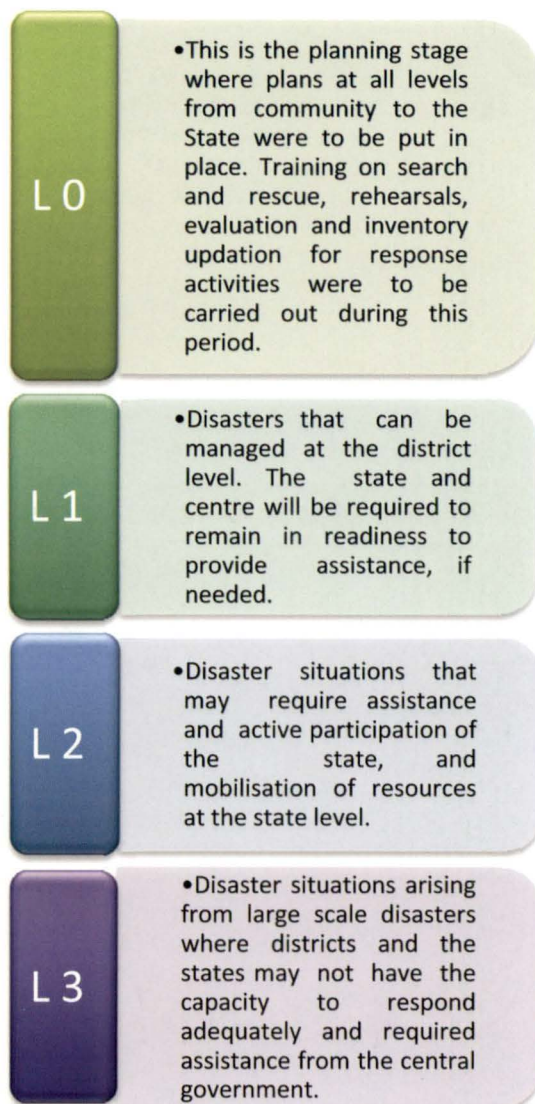 L 0
•This is the planning stage
where plans at all levels
from community to the
State were to be put in
place. Training on search
and rescue, rehearsals,
evaluation and inventory
updation for response
activities were to be
carried out during this
period.
L 1
•Disasters that can be
managed at the district
level. The state and
centre will be required to
remain in readiness to
provide assistance, if
needed.
L 2
•Disaster situations that
may require assistance
and active participation of
the state, and
mobilisation of resources
at the state level.
L 3
•Disaster situations arising
from large scale disasters
where districts and the
states may not have the
capacity to respond
adequately and required
assistance from the central
government.